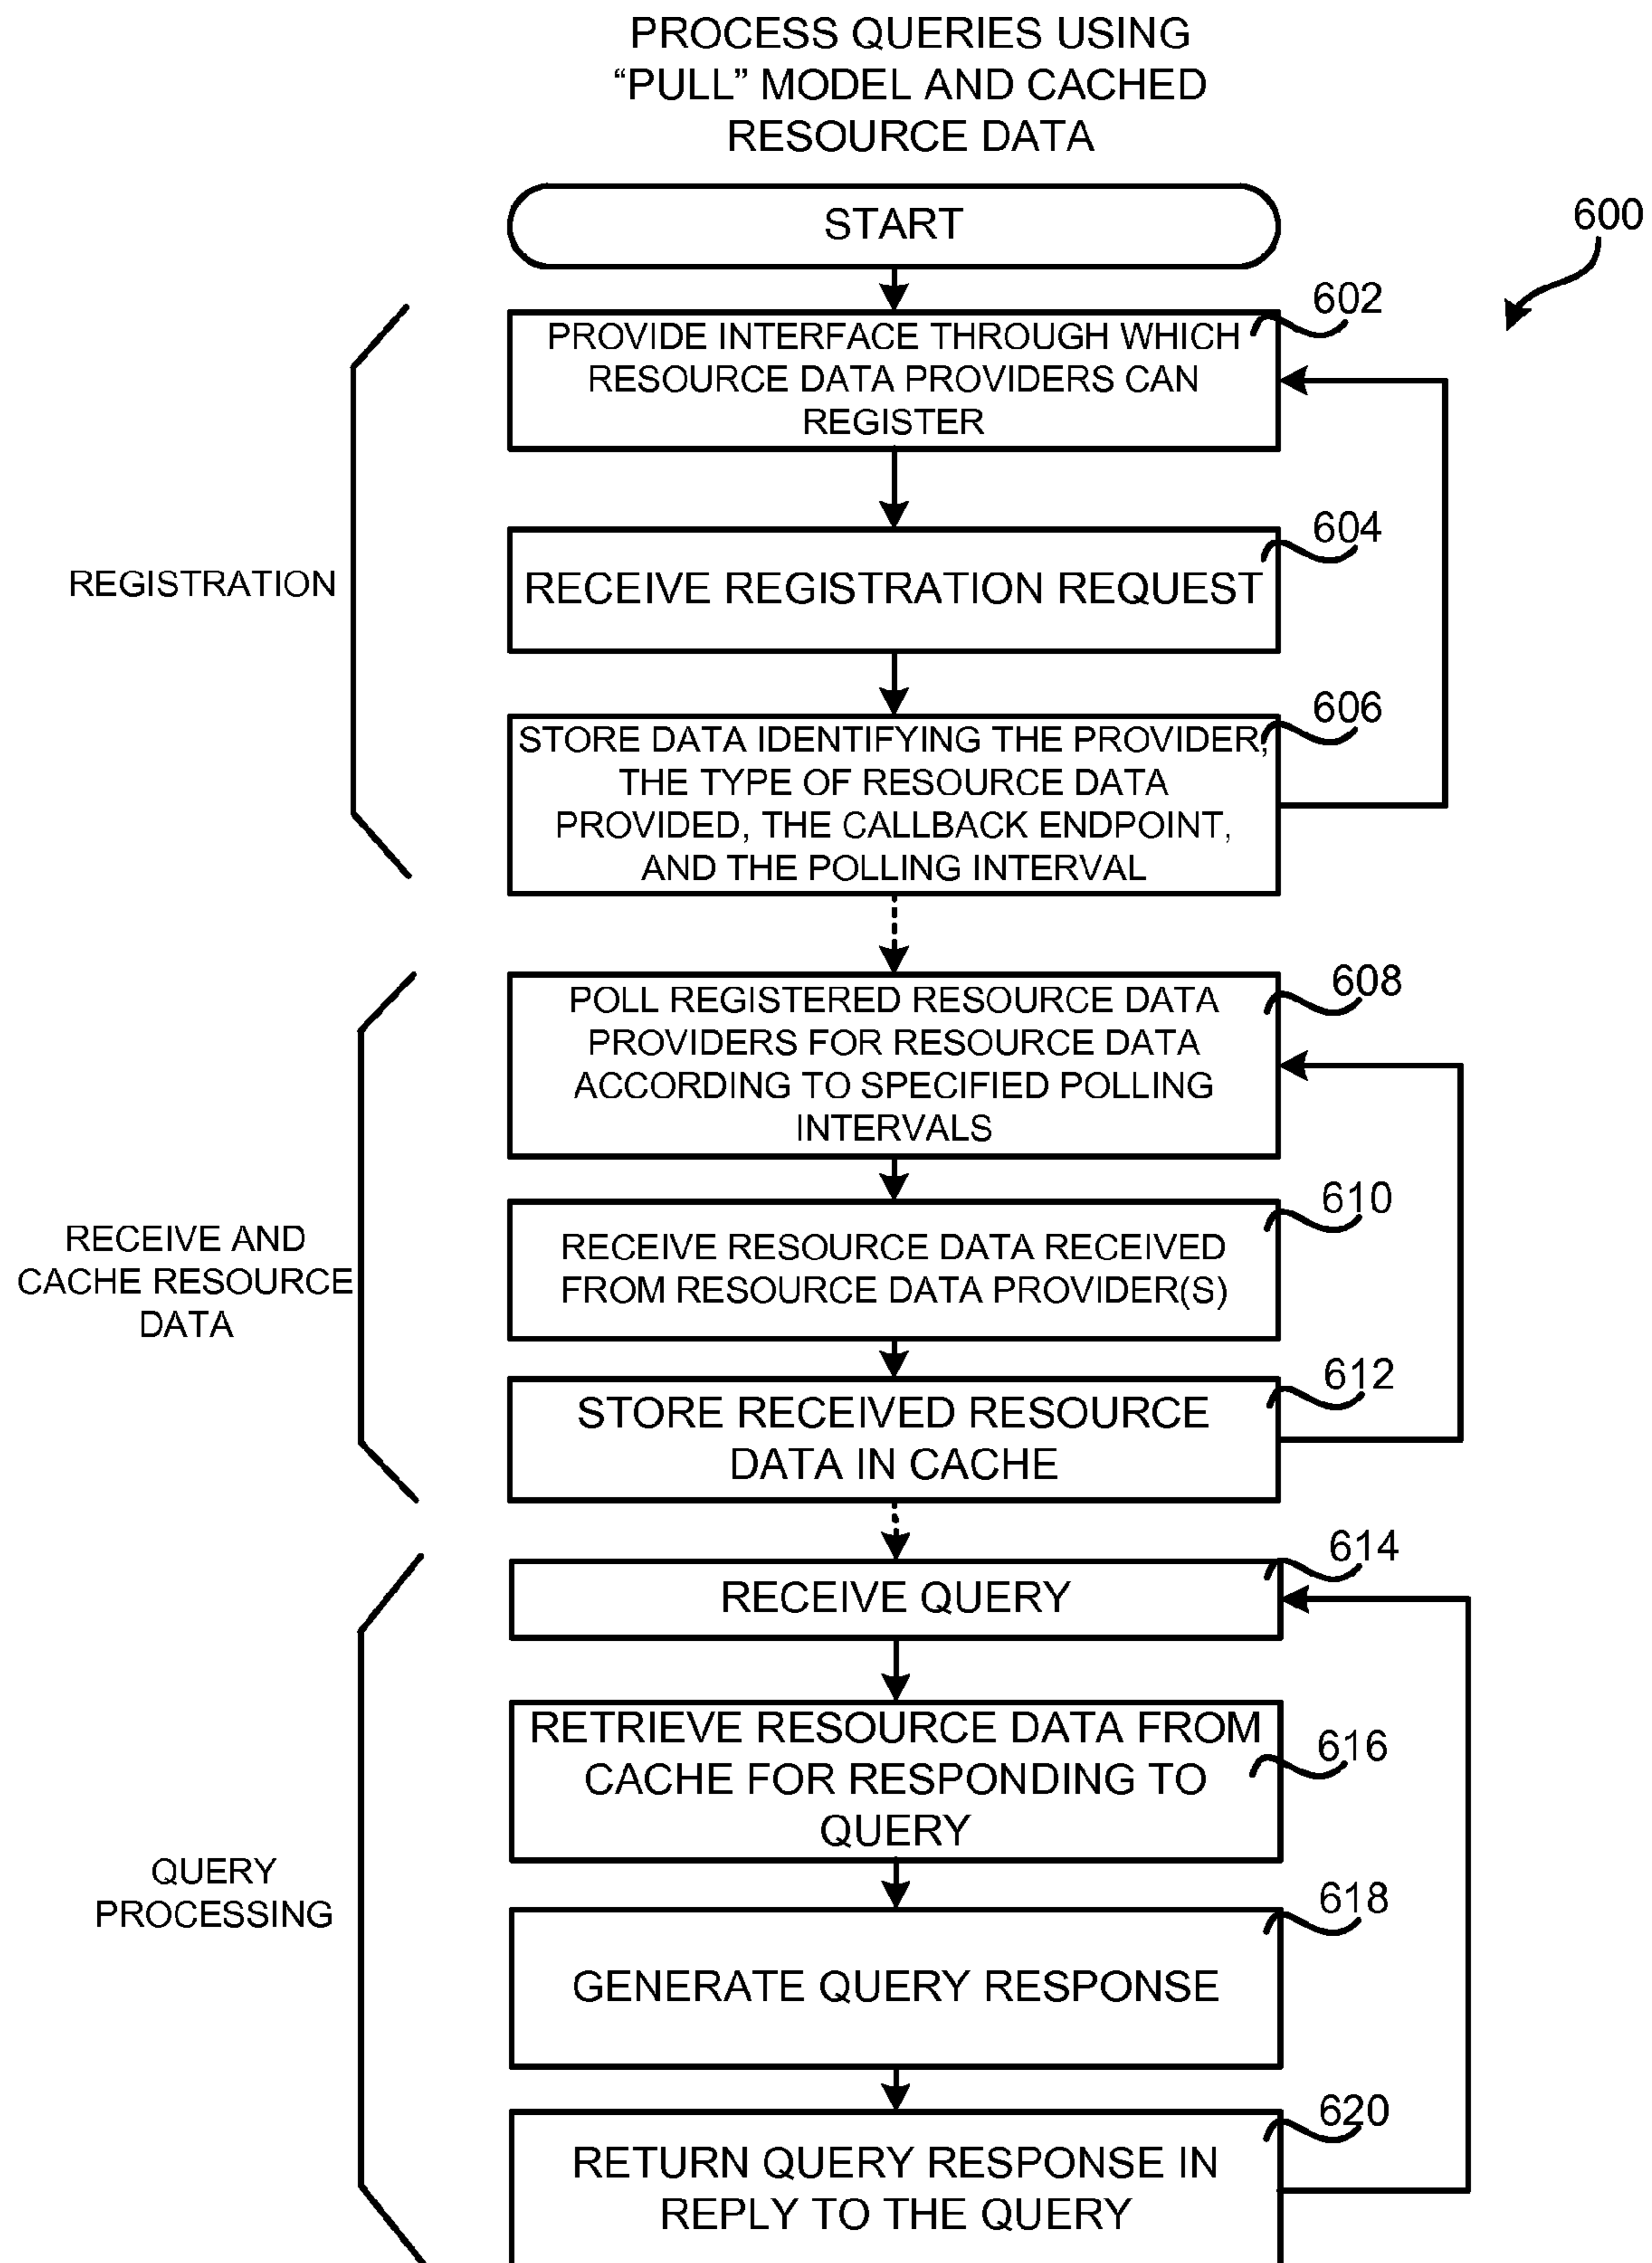 PROCESS QUERIES USING
“PULL” MODEL AND CACHED
RESOURCE DATA
START
600
602
PROVIDE INTERFACE THROUGH WHICH
RESOURCE DATA PROVIDERS CAN
REGISTER
604
RECEIVE REGISTRATION REQUEST
REGISTRATION
606
STORE DATA IDENTIFYING THE PROVIDER,
THE TYPE OF RESOURCE DATA
PROVIDED, THE CALLBACK ENDPOINT,
AND THE POLLING INTERVAL
608
POLL REGISTERED RESOURCE DATA
PROVIDERS FOR RESOURCE DATA
ACCORDING TO SPECIFIED POLLING
INTERVALS
610
RECEIVE RESOURCE DATA RECEIVED
FROM RESOURCE DATA PROVIDER(S)
RECEIVE AND
CACHE RESOURCE
DATA
612
STORE RECEIVED RESOURCE
DATA IN CACHE
614
RECEIVE QUERY
616
RETRIEVE RESOURCE DATA FROM
CACHE FOR RESPONDING TO
QUERY
QUERY
PROCESSING
618
GENERATE QUERY RESPONSE
620
RETURN QUERY RESPONSE IN
REPLY TO THE QUERY